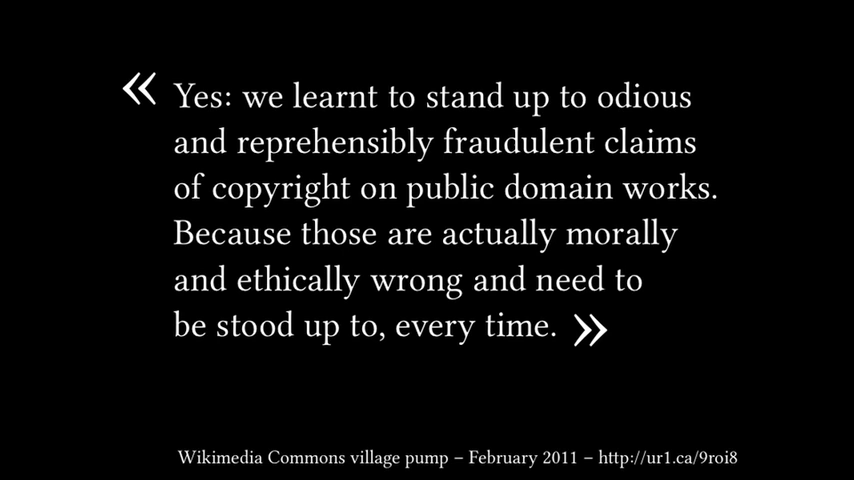 « Yes: we learnt to stand up to odious
and reprehensibly fraudulent claims
of copyright on public domain works.
Because those are actually morally
and ethically wrong and need to
be stood up to, every time. »
Wikimedia Commons village pump – February 2011 – http://ur1.ca/9roi8